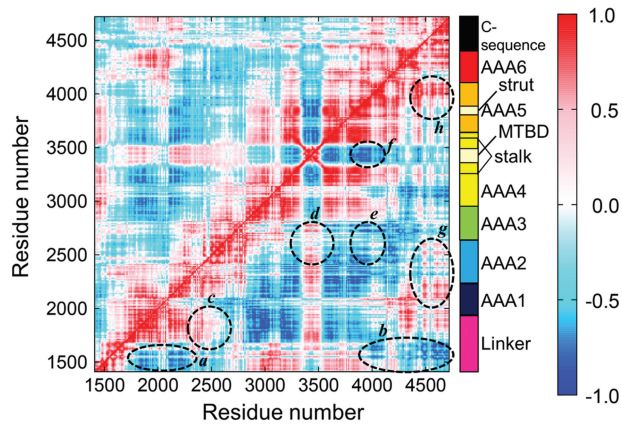 4500
4000
3500
3000
2500
2000
1500
Residue number
1500 2000 2500 3000 3500 4000 4500
Residue number
a
b
c
d
e
f
g
h
C-
sequence
AAA6
strut
AAA5
MTBD
stalk
AAA4
AAA3
AAA2
AAA1
Linker
1.0
0.5
0.0
-0.5
-1.0